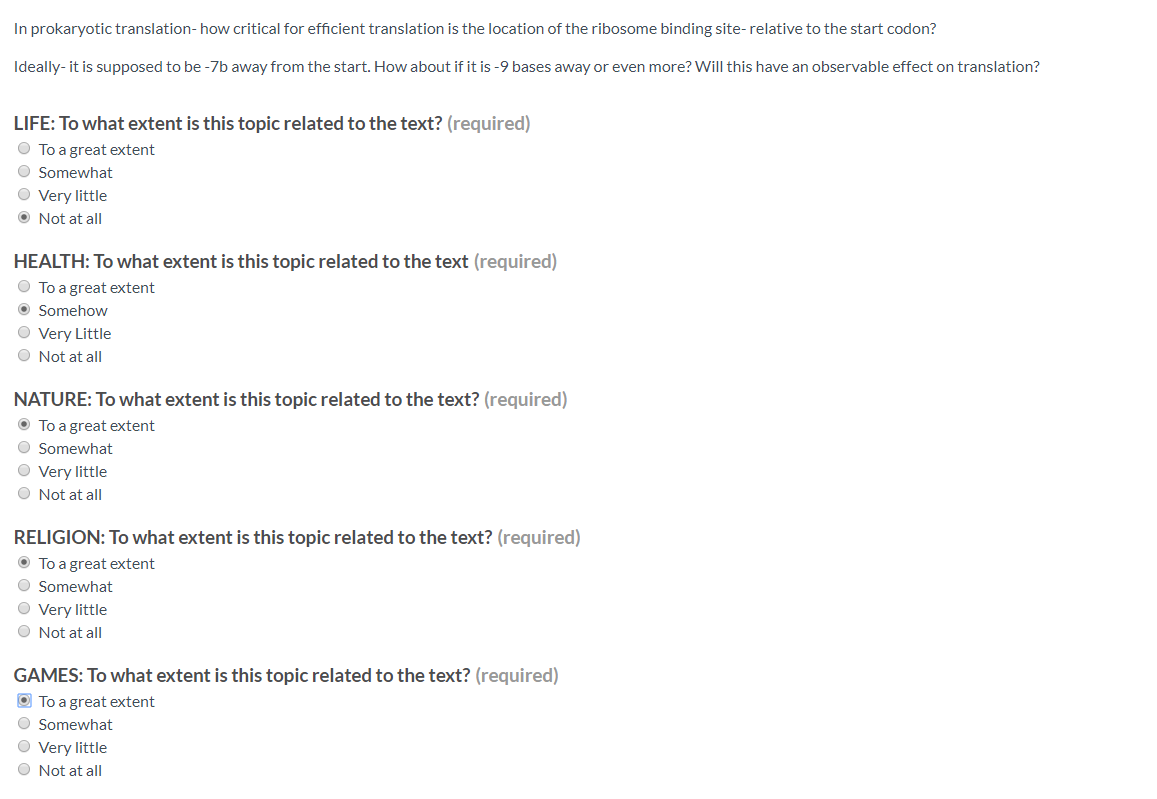 In prokaryotic translation- how critical for efficient translation is the location of the ribosome binding site- relative to the start codon?
Ideally- it is supposed to be -7b away from the start. How about if it is -9 bases away or even more? Will this have an observable effect on translation?
LIFE: To what extent is this topic related to the text? (required)
To a great extent
Somewhat
Very little
Not at all
HEALTH: To what extent is this topic related to the text (required)
To a great extent
Somehow
Very Little
Not at all
NATURE: To what extent is this topic related to the text? (required)
To a great extent
Somewhat
Very little
Not at all
RELIGION: To what extent is this topic related to the text? (required)
To a great extent
Somewhat
Very little
Not at all
GAMES: To what extent is this topic related to the text? (required)
To a great extent
Somewhat
Very little
Not at all